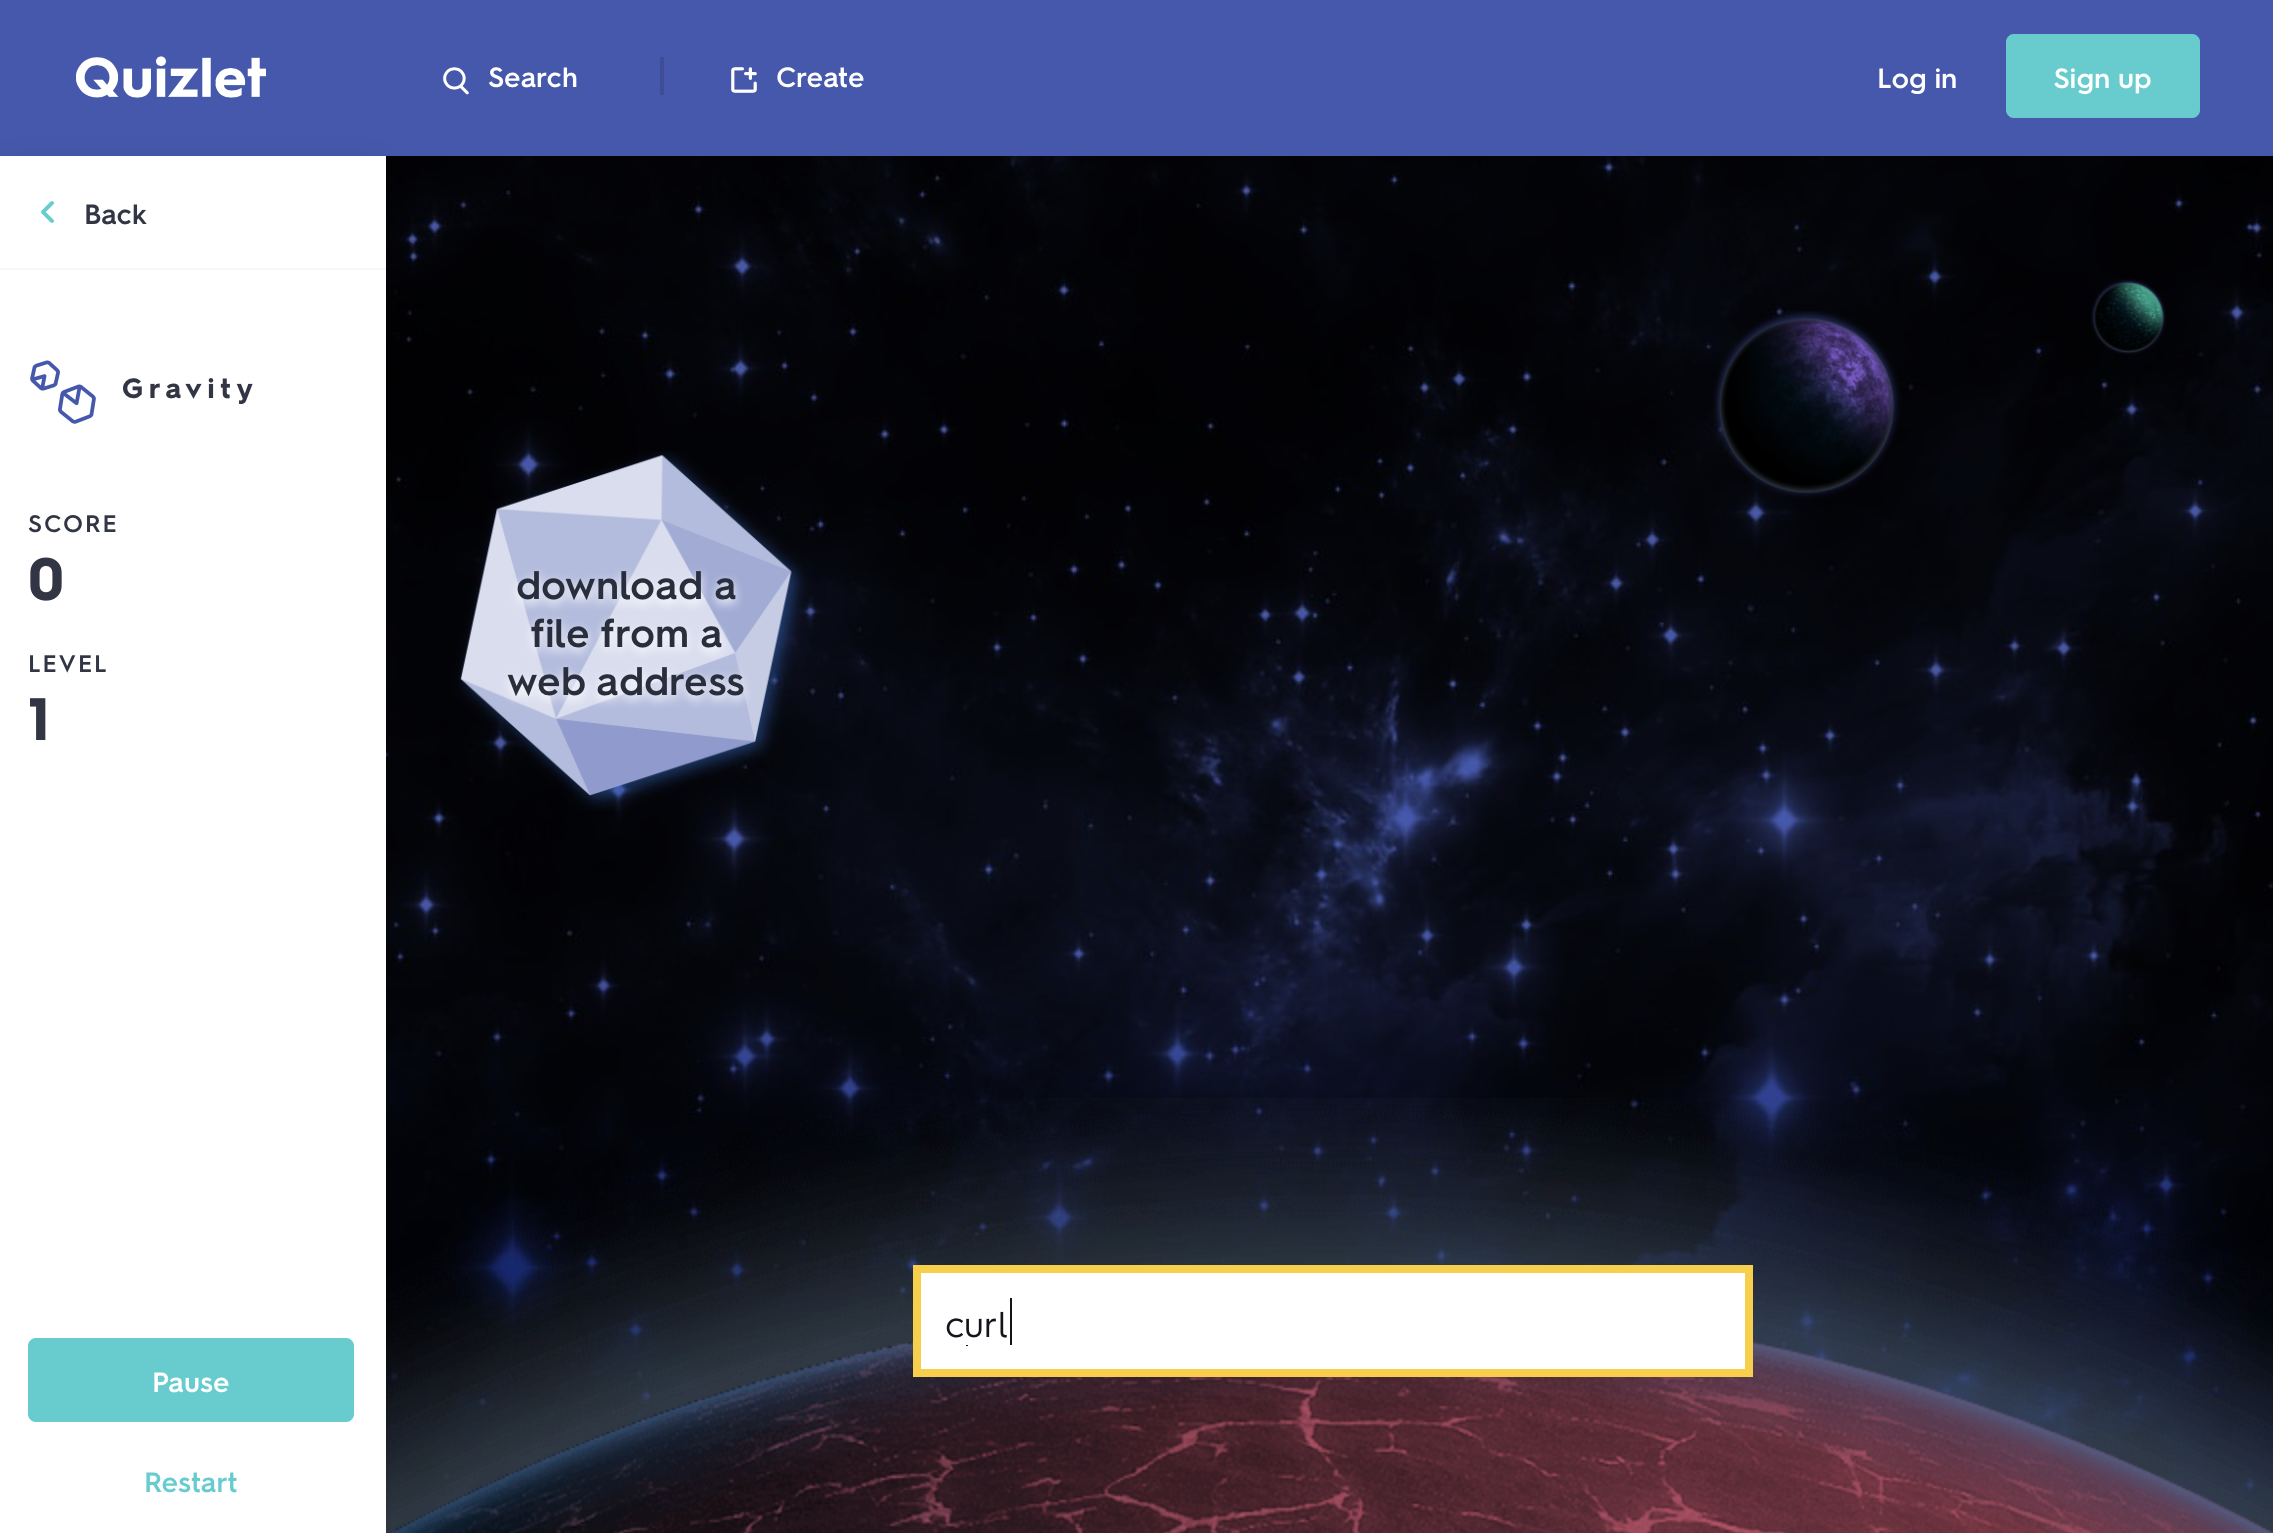 Quizlet
Search
Create
Log in
Sign up
Back
Gravity
SCORE
0
LEVEL
1
download a
file from a
web address
curl
Pause
Restart